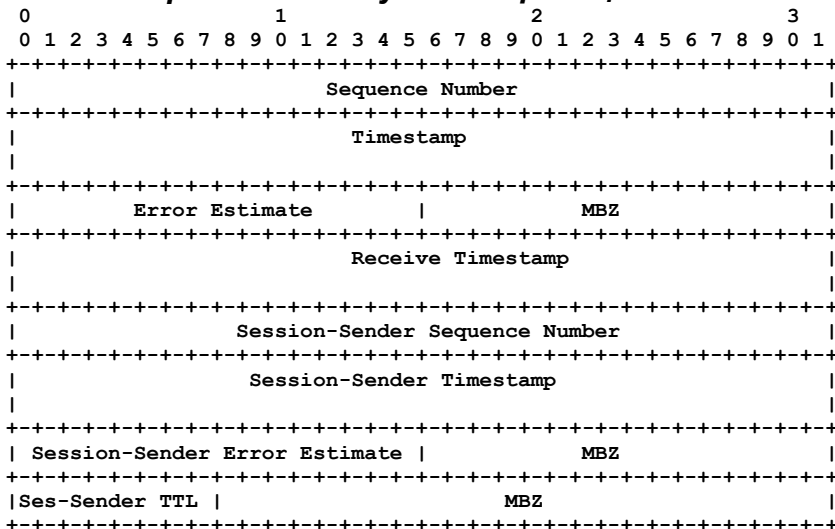 0                   1                   2                   3
0 1 2 3 4 5 6 7 8 9 0 1 2 3 4 5 6 7 8 9 0 1 2 3 4 5 6 7 8 9 0 1
+-+-+-+-+-+-+-+-+-+-+-+-+-+-+-+-+-+-+-+-+-+-+-+-+-+-+-+-+-+-+-+-+
|                        Sequence Number                        |
+-+-+-+-+-+-+-+-+-+-+-+-+-+-+-+-+-+-+-+-+-+-+-+-+-+-+-+-+-+-+-+-+
|                          Timestamp                            |
|                                                               |
+-+-+-+-+-+-+-+-+-+-+-+-+-+-+-+-+-+-+-+-+-+-+-+-+-+-+-+-+-+-+-+-+
|         Error Estimate        |            MBZ                |
+-+-+-+-+-+-+-+-+-+-+-+-+-+-+-+-+-+-+-+-+-+-+-+-+-+-+-+-+-+-+-+-+
|                          Receive Timestamp                    |
|                                                               |
+-+-+-+-+-+-+-+-+-+-+-+-+-+-+-+-+-+-+-+-+-+-+-+-+-+-+-+-+-+-+-+-+
|                 Session-Sender Sequence Number                |
+-+-+-+-+-+-+-+-+-+-+-+-+-+-+-+-+-+-+-+-+-+-+-+-+-+-+-+-+-+-+-+-+
|                  Session-Sender Timestamp                     |
|                                                               |
+-+-+-+-+-+-+-+-+-+-+-+-+-+-+-+-+-+-+-+-+-+-+-+-+-+-+-+-+-+-+-+-+
| Session-Sender Error Estimate |            MBZ                |
+-+-+-+-+-+-+-+-+-+-+-+-+-+-+-+-+-+-+-+-+-+-+-+-+-+-+-+-+-+-+-+-+
|Ses-Sender TTL |                      MBZ                      |
+-+-+-+-+-+-+-+-+-+-+-+-+-+-+-+-+-+-+-+-+-+-+-+-+-+-+-+-+-+-+-+-+